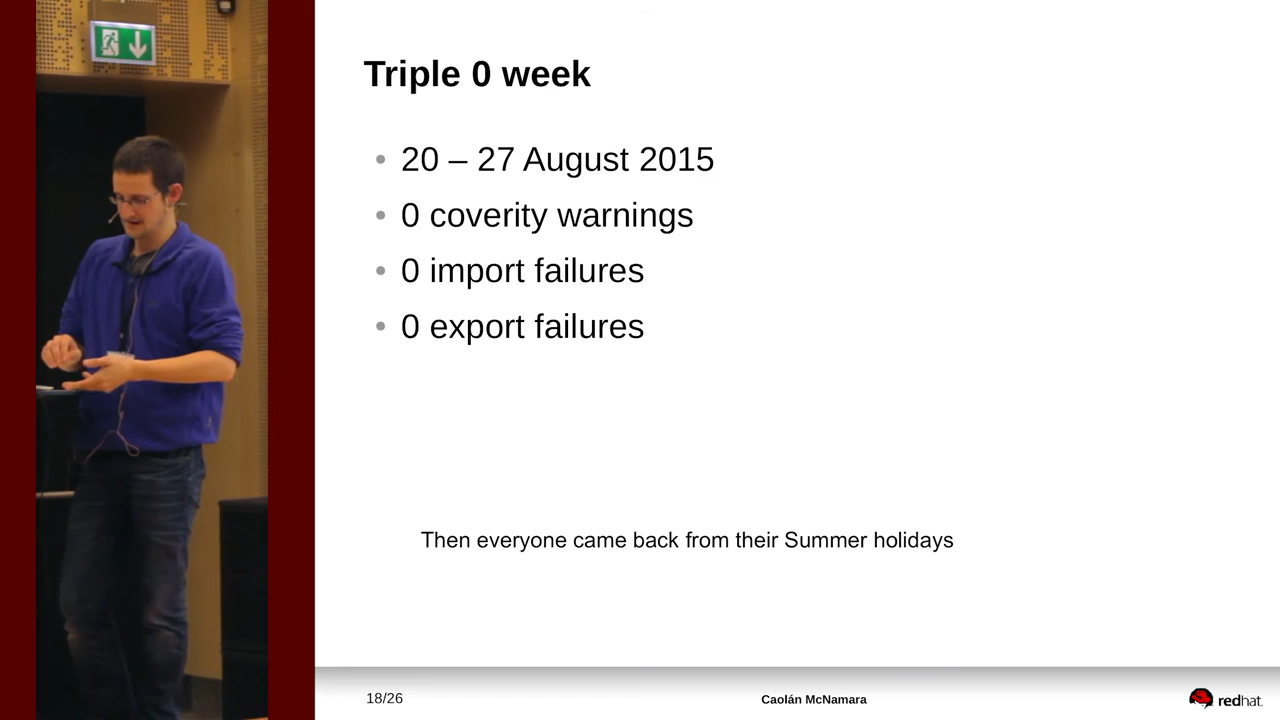 Triple 0 week
• 20 – 27 August 2015
• 0 coverity warnings
• 0 import failures
• 0 export failures
Then everyone came back from their Summer holidays
18/26
Caolán McNamara
redhat.